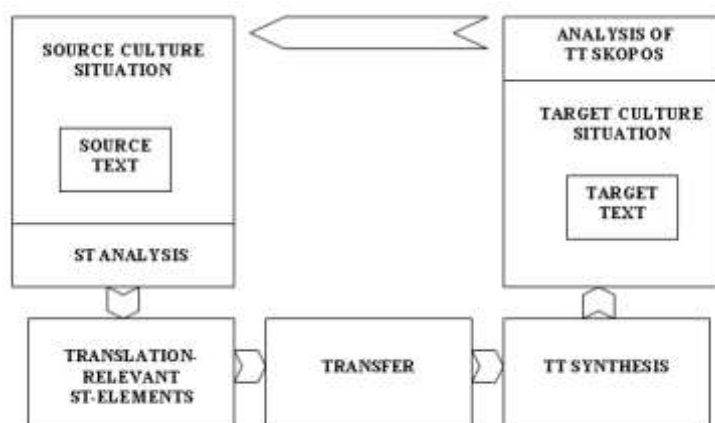 SOURCE CULTURE
SITUATION
SOURCE
TEXT
ST ANALYSIS
ANALYSIS OF
TT SKOPOS
TARGET CULTURE
SITUATION
TARGET
TEXT
TRANSLATION-
RELEVANT
ST-ELEMENTS
TRANSFER
TT SYNTHESIS